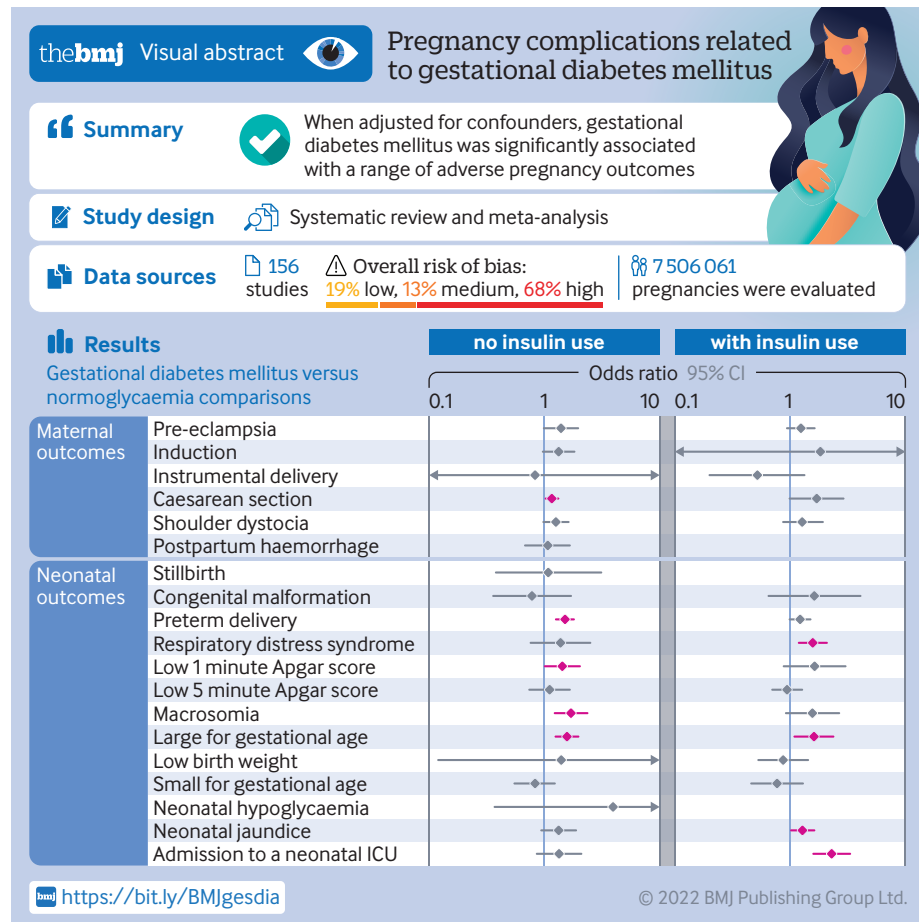 thebmj Visual abstract
Pregnancy complications related
to gestational diabetes mellitus
Summary
When adjusted for confounders, gestational
diabetes mellitus was significantly associated
with a range of adverse pregnancy outcomes
Study design
Systematic review and meta-analysis
Data sources
156
studies
Overall risk of bias:
19% low, 13% medium, 68% high
7 506 061
pregnancies were evaluated
Results
Gestational diabetes mellitus versus
normoglycaemia comparisons
no insulin use
with insulin use
Odds ratio 95% CI
0.1 1 10 0.1 1 10
Maternal
outcomes
Pre-eclampsia
Induction
Instrumental delivery
Caesarean section
Shoulder dystocia
Postpartum haemorrhage
Neonatal
outcomes
Stillbirth
Congenital malformation
Preterm delivery
Respiratory distress syndrome
Low 1 minute Apgar score
Low 5 minute Apgar score
Macrosomia
Large for gestational age
Low birth weight
Small for gestational age
Neonatal hypoglycaemia
Neonatal jaundice
Admission to a neonatal ICU
bmj https://bit.ly/BMJgesdia
© 2022 BMJ Publishing Group Ltd.